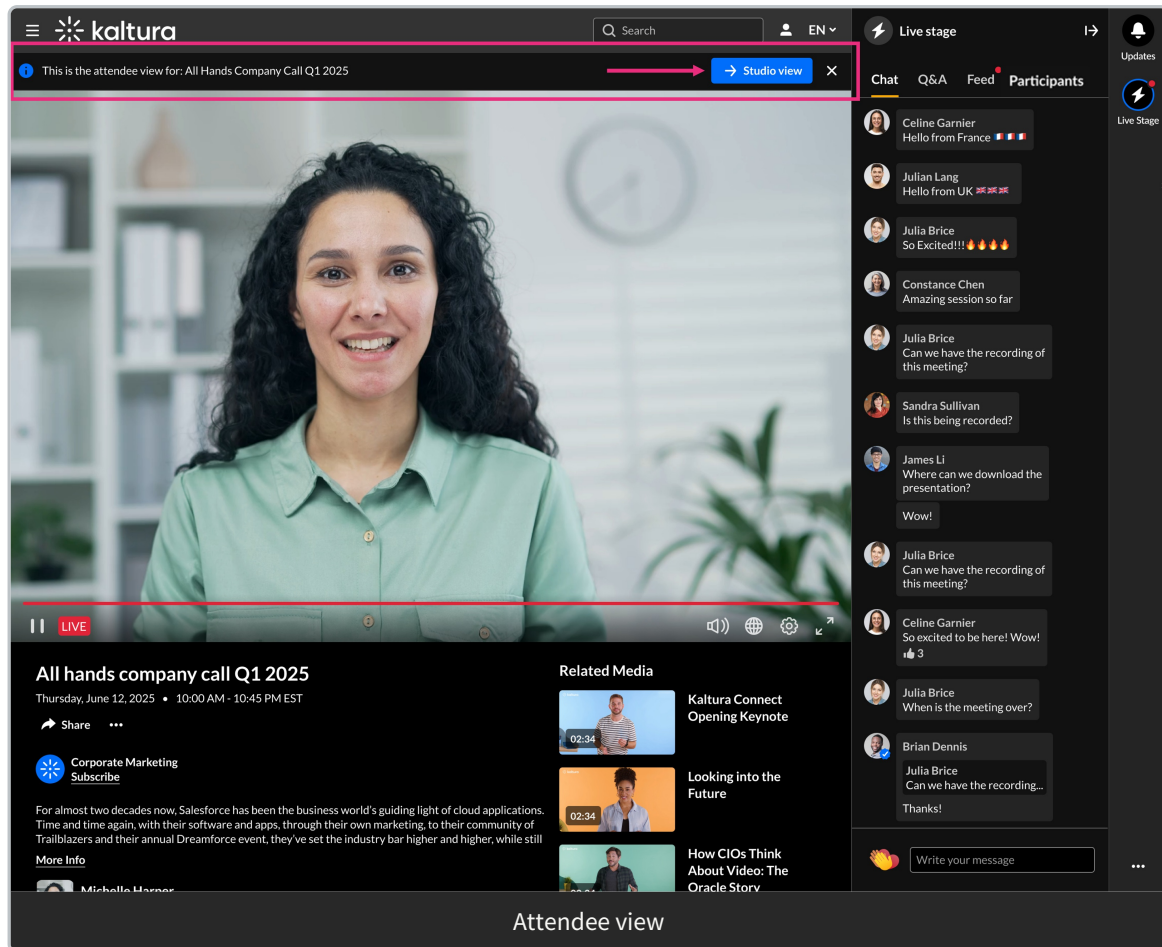 kaltura
Search
EN
This is the attendee view for: All Hands Company Call Q1 2025
Studio view
LIVE
All hands company call Q1 2025
Thursday, June 12, 2025 • 10:00 AM - 10:45 PM EST
Share
Corporate Marketing
Subscribe
For almost two decades now, Salesforce has been the business world's guiding light of cloud applications.
Time and time again, with their software and apps, through their own marketing, to their community of
Trailblazers and their annual Dreamforce event, they've set the industry bar higher and higher, while still
More Info
Michelle Harper
Related Media
02:34
Kaltura Connect
Opening Keynote
02:34
Looking into the
Future
How CIOs Think
About Video: The
Oracle Story
Live stage
Chat Q&A Feed Participants
Celine Garnier
Hello from France 🇫🇷🇫🇷🇫🇷
Julian Lang
Hello from UK 🇬🇧🇬🇧🇬🇧
Julia Brice
So Excited!!!🔥🔥🔥🔥
Constance Chen
Amazing session so far
Julia Brice
Can we have the recording of
this meeting?
Sandra Sullivan
Is this being recorded?
James Li
Where can we download the
presentation?
Wow!
Julia Brice
Can we have the recording of
this meeting?
Celine Garnier
So excited to be here! Wow!
👍 3
Julia Brice
When is the meeting over?
Brian Dennis
Julia Brice
Can we have the recording...
Thanks!
Write your message
Updates
Live Stage
Attendee view